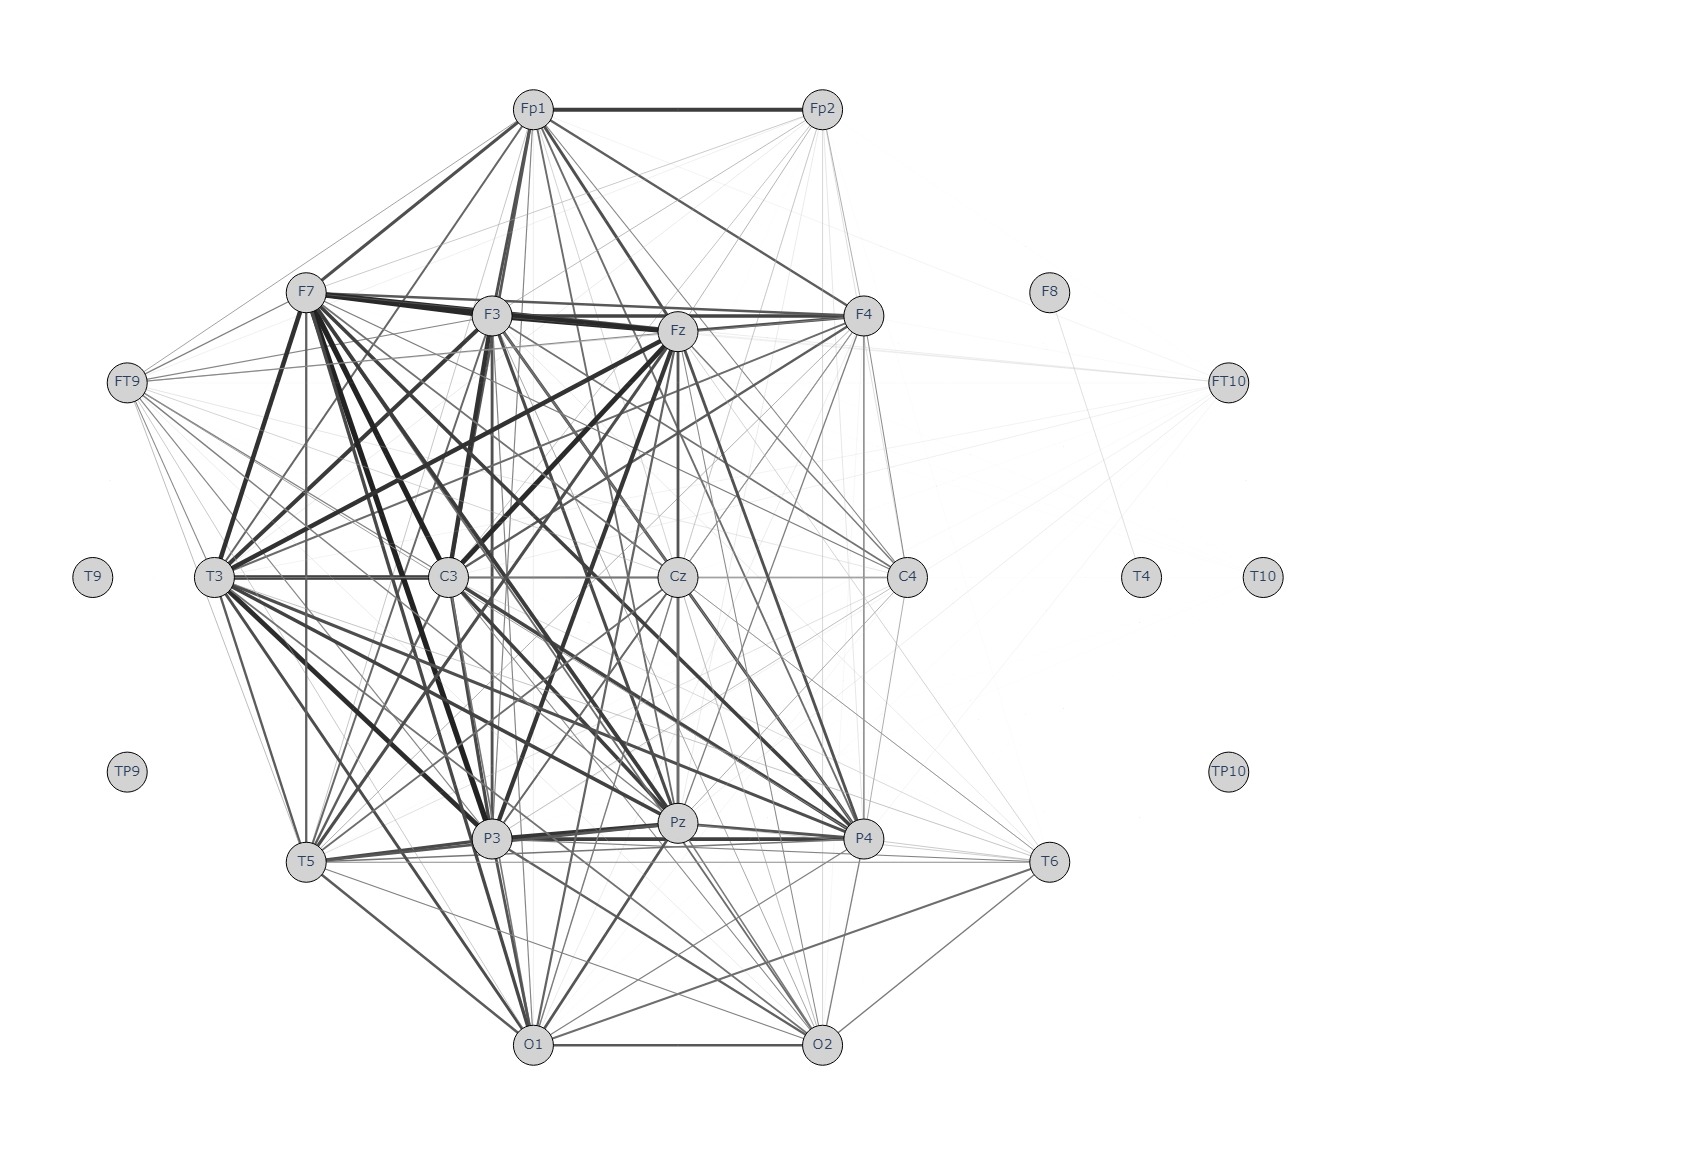 Fp1 Fp2
F7 F3 Fz F4 F8
FT9 FT10
T9 T3 C3 Cz C4 T4 T10
TP9 TP10
T5 P3 Pz P4 T6
O1 O2